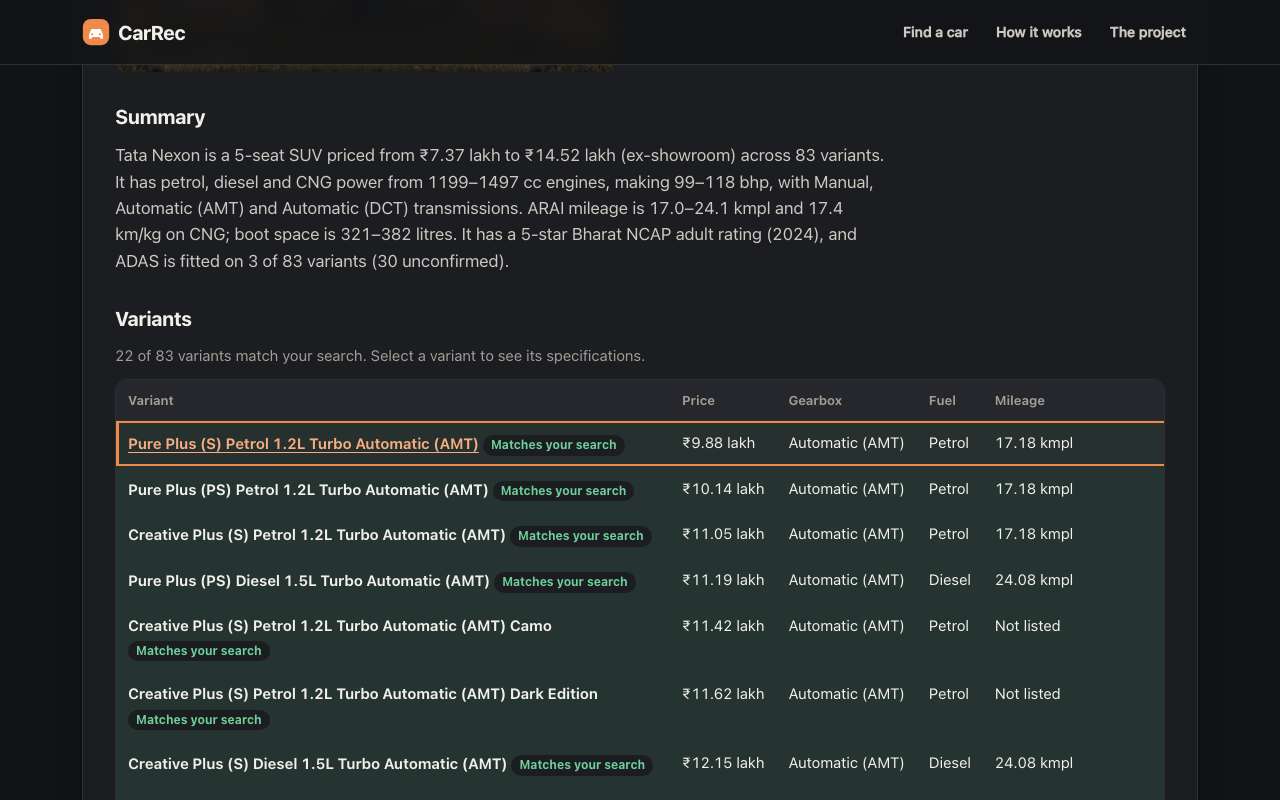 CarRec
Find a car
How it works
The project
Summary
Tata Nexon is a 5-seat SUV priced from ₹7.37 lakh to ₹14.52 lakh (ex-showroom) across 83 variants.
It has petrol, diesel and CNG power from 1199–1497 cc engines, making 99–118 bhp, with Manual,
Automatic (AMT) and Automatic (DCT) transmissions. ARAI mileage is 17.0–24.1 kmpl and 17.4
km/kg on CNG; boot space is 321–382 litres. It has a 5-star Bharat NCAP adult rating (2024), and
ADAS is fitted on 3 of 83 variants (30 unconfirmed).
Variants
22 of 83 variants match your search. Select a variant to see its specifications.
Variant Price Gearbox Fuel Mileage
Pure Plus (S) Petrol 1.2L Turbo Automatic (AMT) Matches your search ₹9.88 lakh Automatic (AMT) Petrol 17.18 kmpl
Pure Plus (PS) Petrol 1.2L Turbo Automatic (AMT) Matches your search ₹10.14 lakh Automatic (AMT) Petrol 17.18 kmpl
Creative Plus (S) Petrol 1.2L Turbo Automatic (AMT) Matches your search ₹11.05 lakh Automatic (AMT) Petrol 17.18 kmpl
Pure Plus (PS) Diesel 1.5L Turbo Automatic (AMT) Matches your search ₹11.19 lakh Automatic (AMT) Diesel 24.08 kmpl
Creative Plus (S) Petrol 1.2L Turbo Automatic (AMT) Camo ₹11.42 lakh Automatic (AMT) Petrol Not listed
Matches your search
Creative Plus (S) Petrol 1.2L Turbo Automatic (AMT) Dark Edition ₹11.62 lakh Automatic (AMT) Petrol Not listed
Matches your search
Creative Plus (S) Diesel 1.5L Turbo Automatic (AMT) Matches your search ₹12.15 lakh Automatic (AMT) Diesel 24.08 kmpl